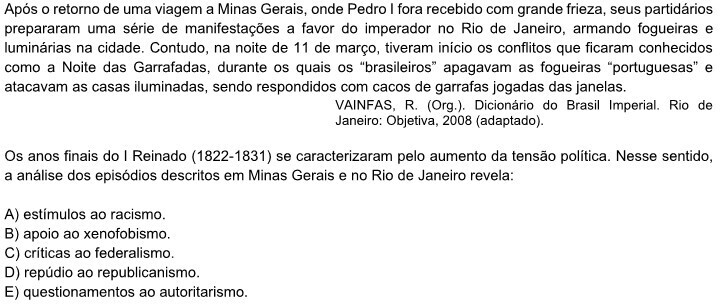 Após o retorno de uma viagem a Minas Gerais, onde Pedro I fora recebido com grande frieza, seus partidários
prepararam uma série de manifestações a favor do imperador no Rio de Janeiro, armando fogueiras e
luminárias na cidade. Contudo, na noite de 11 de março, tiveram início os conflitos que ficaram conhecidos
como a Noite das Garrafadas, durante os quais os “brasileiros” apagavam as fogueiras “portuguesas” e
atacavam as casas iluminadas, sendo respondidos com cacos de garrafas jogadas das janelas.
VAINFAS, R. (Org.). Dicionário do Brasil Imperial. Rio de
Janeiro: Objetiva, 2008 (adaptado).
Os anos finais do I Reinado (1822-1831) se caracterizaram pelo aumento da tensão política. Nesse sentido,
a análise dos episódios descritos em Minas Gerais e no Rio de Janeiro revela:
A) estímulos ao racismo.
B) apoio ao xenofobismo.
C) críticas ao federalismo.
D) repúdio ao republicanismo.
E) questionamentos ao autoritarismo.